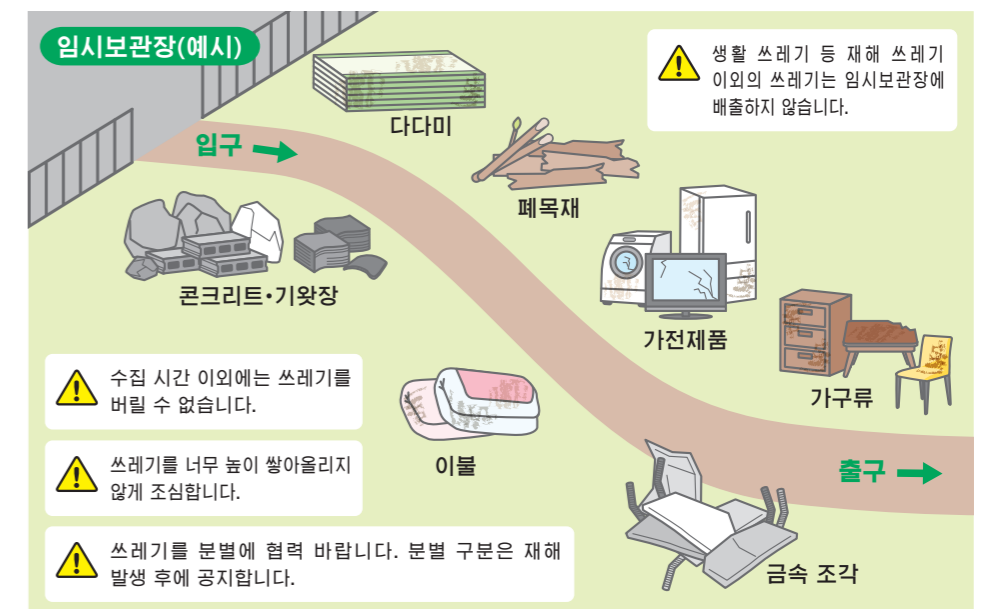 임시보관장(예시)
생활 쓰레기 등 재해 쓰레기
이외의 쓰레기는 임시보관장에
배출하지 않습니다.
다다미
입구
폐목재
콘크리트•기왓장
가전제품
가구류
수집 시간 이외에는 쓰레기를
버릴 수 없습니다.
이불
쓰레기를 너무 높이 쌓아올리지
않게 조심합니다.
출구
쓰레기를 분별에 협력 바랍니다. 분별 구분은 재해
발생 후에 공지합니다.
금속 조각